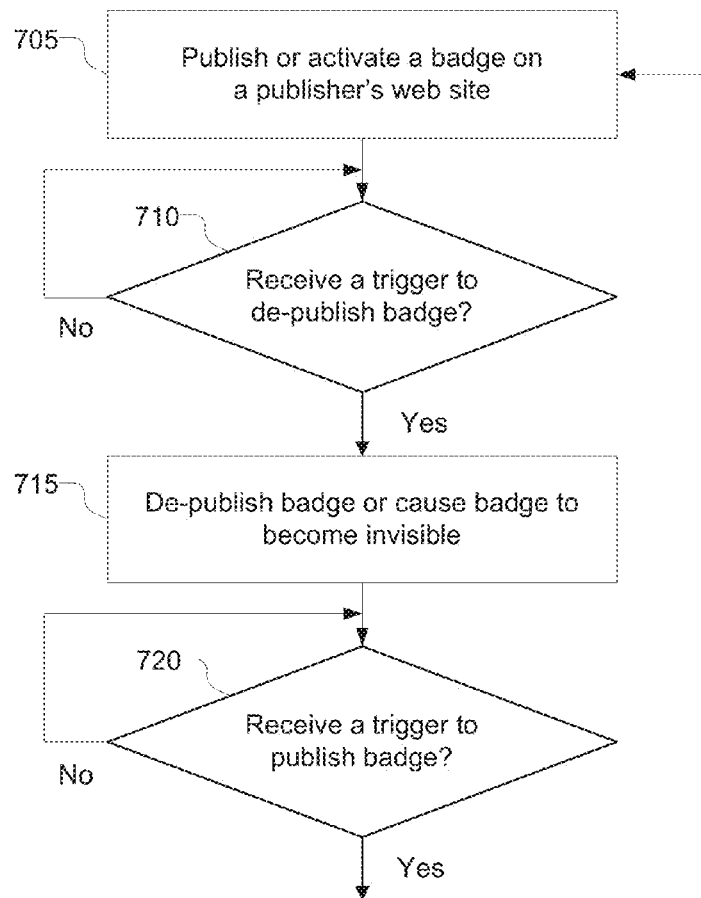 705
Publish or activate a badge on
a publisher's web site
710
Receive a trigger to
de-publish badge?
No
Yes
715
De-publish badge or cause badge to
become invisible
720
Receive a trigger to
publish badge?
No
Yes